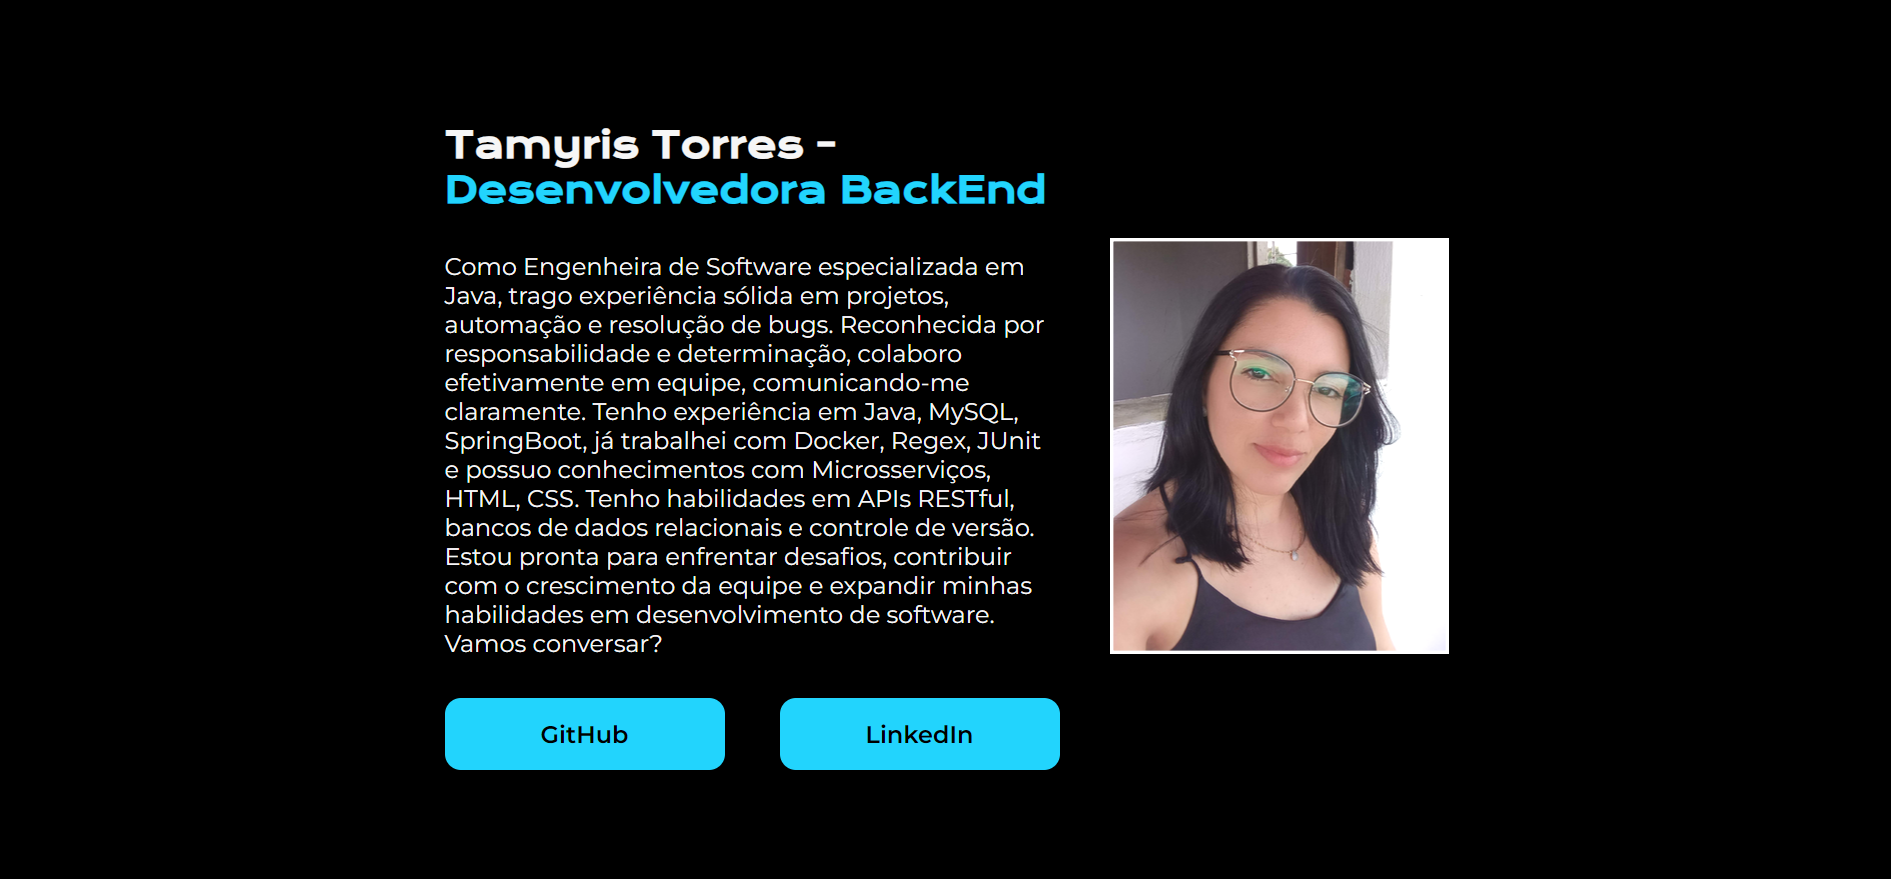 Tamyris Torres -
Desenvolvedora BackEnd
Como Engenheira de Software especializada em
Java, trago experiência sólida em projetos,
automação e resolução de bugs. Reconhecida por
responsabilidade e determinação, colaboro
efetivamente em equipe, comunicando-me
claramente. Tenho experiência em Java, MySQL,
SpringBoot, já trabalhei com Docker, Regex, JUnit
e possuo conhecimentos com Microsserviços,
HTML, CSS. Tenho habilidades em APIs RESTful,
bancos de dados relacionais e controle de versão.
Estou pronta para enfrentar desafios, contribuir
com o crescimento da equipe e expandir minhas
habilidades em desenvolvimento de software.
Vamos conversar?
GitHub
LinkedIn